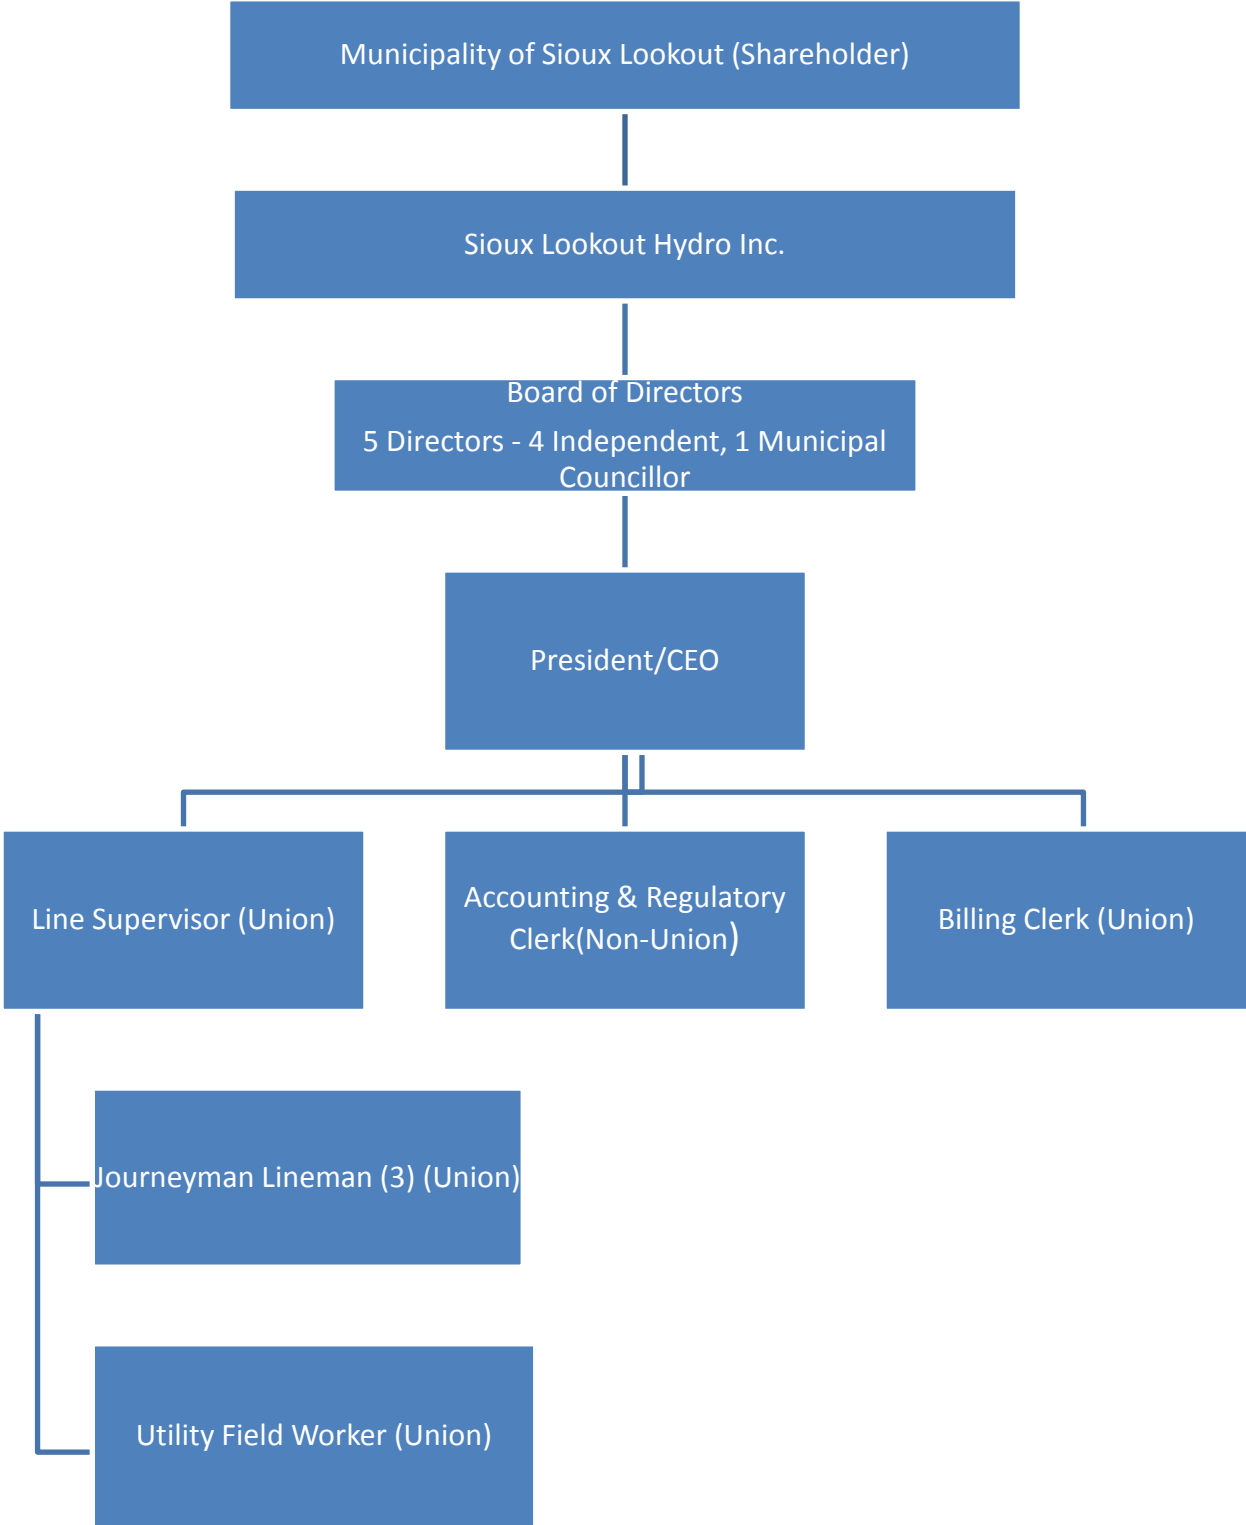 Municipality of Sioux Lookout (Shareholder)
Sioux Lookout Hydro Inc.
Board of Directors
5 Directors - 4 Independent, 1 Municipal
Councillor
President/CEO
Line Supervisor (Union)
Accounting & Regulatory
Clerk(Non-Union)
Billing Clerk (Union)
Journeyman Lineman (3) (Union)
Utility Field Worker (Union)